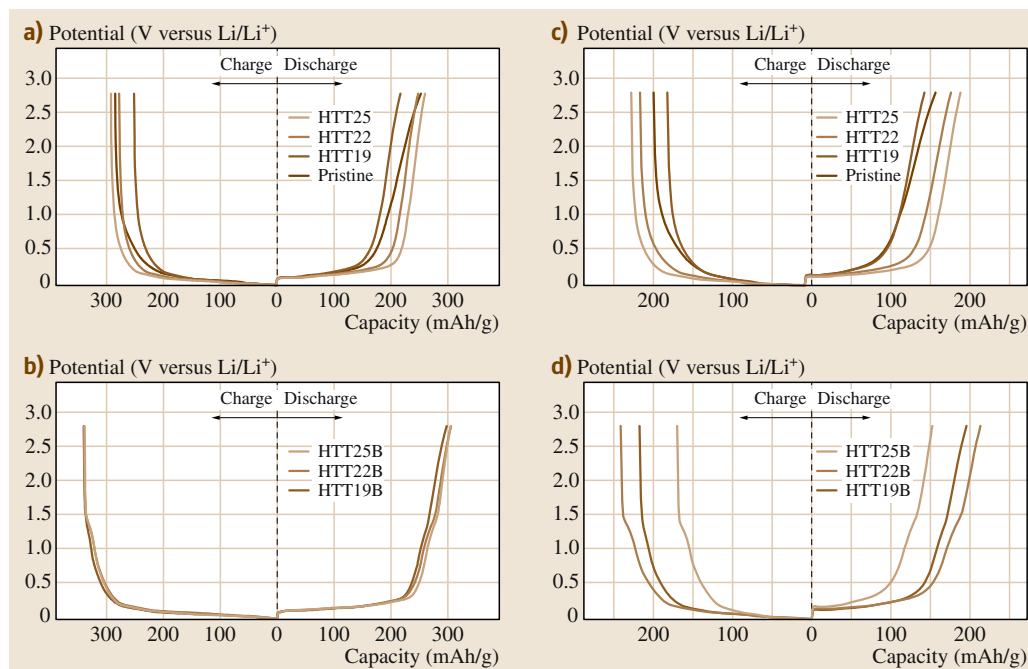 a) Potential (V versus Li/Li⁺)
3.0
2.5
2.0
1.5
1.0
0.5
0
Charge Discharge
HTT25
HTT22
HTT19
Pristine
300 200 100 0 100 200 300
Capacity (mAh/g)
c) Potential (V versus Li/Li⁺)
3.0
2.5
2.0
1.5
1.0
0.5
0
Charge Discharge
HTT25
HTT22
HTT19
Pristine
200 100 0 100 200
Capacity (mAh/g)
b) Potential (V versus Li/Li⁺)
3.0
2.5
2.0
1.5
1.0
0.5
0
Charge Discharge
HTT25B
HTT22B
HTT19B
300 200 100 0 100 200 300
Capacity (mAh/g)
d) Potential (V versus Li/Li⁺)
3.0
2.5
2.0
1.5
1.0
0.5
0
Charge Discharge
HTT25B
HTT22B
HTT19B
200 100 0 100 200
Capacity (mAh/g)